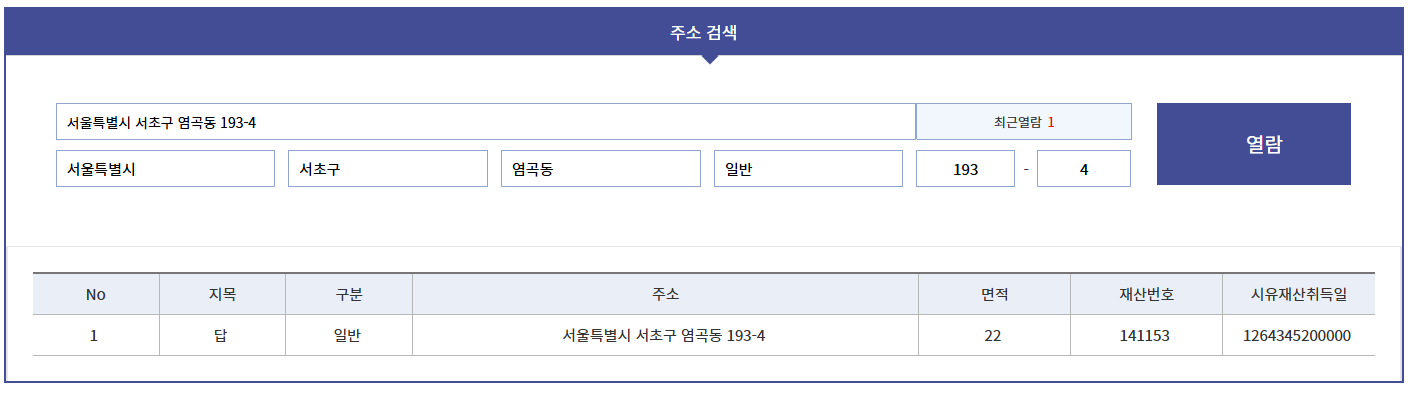 주소 검색
서울특별시 서초구 염곡동 193-4 최근열람 1
열람
서울특별시 서초구 염곡동 일반 193 - 4
No 지목 구분 주소 면적 재산번호 시유재산취득일
1 답 일반 서울특별시 서초구 염곡동 193-4 22 141153 1264345200000